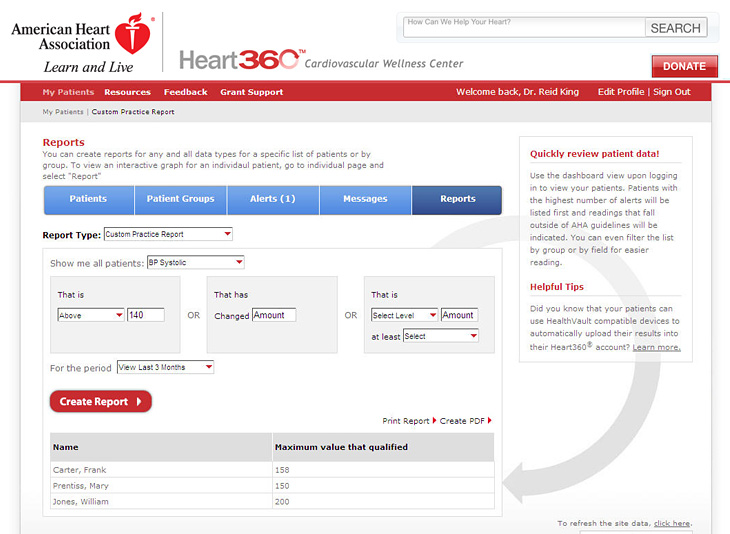 American Heart
Association®
Learn and Live
Heart360™ Cardiovascular Wellness Center
How Can We Help Your Heart?
SEARCH
DONATE
My Patients Resources Feedback Grant Support
Welcome back, Dr. Reid King Edit Profile | Sign Out
My Patients | Custom Practice Report
Reports
You can create reports for any and all data types for a specific list of patients or by
group. To view an interactive graph for an individaul patient, go to individual page and
select "Report"
Patients Patient Groups Alerts (1) Messages Reports
Report Type: Custom Practice Report
Show me all patients: BP Systolic
That is
Above 140
OR
That has
Changed Amount
OR
That is
Select Level Amount
at least Select
For the period View Last 3 Months
Create Report
Print Report Create PDF
Name Maximum value that qualified
Carter, Frank 158
Prentiss, Mary 150
Jones, William 200
Quickly review patient data!
Use the dashboard view upon logging
in to view your patients. Patients with
the highest number of alerts will be
listed first and readings that fall
outside of AHA guidelines will be
indicated. You can even filter the list
by group or by field for easier
reading.
Helpful Tips
Did you know that your patients can
use HealthVault compatible devices to
automatically upload their results into
their Heart360® account? Learn more.
To refresh the site data, click here.